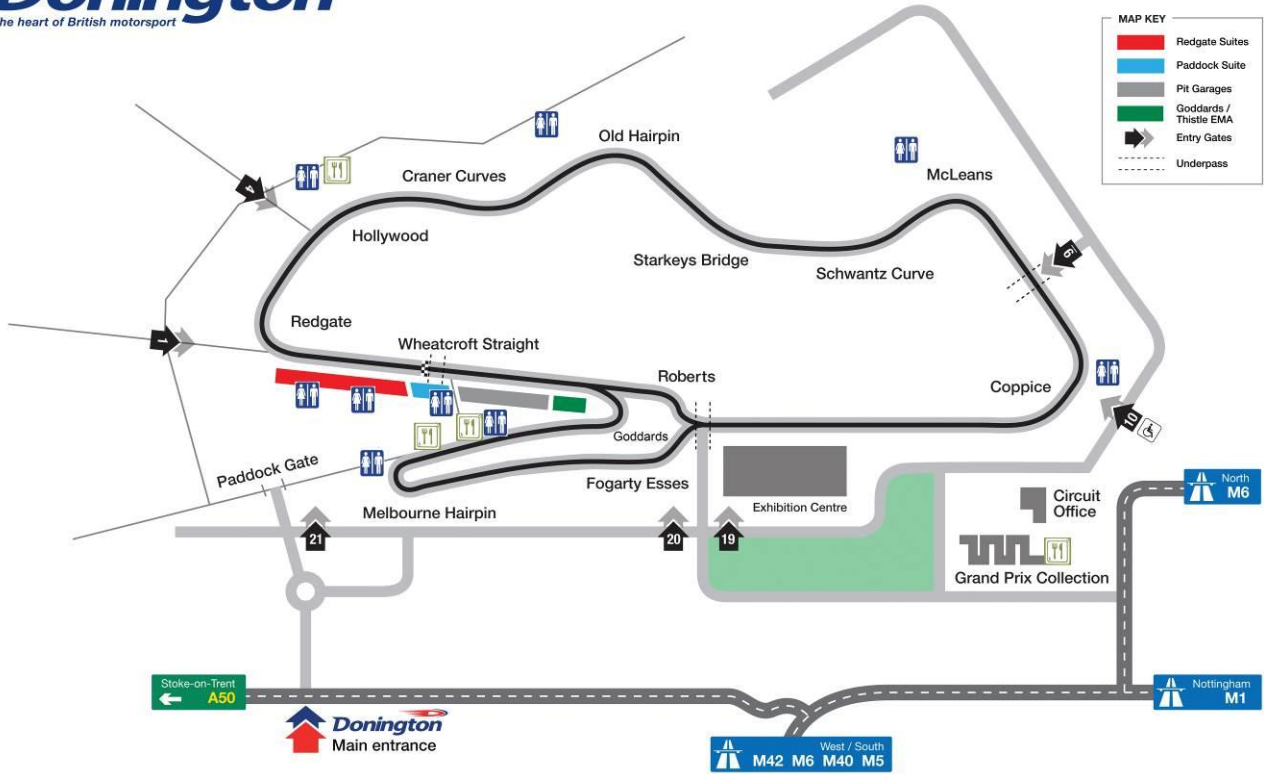 Donington
the heart of British motorsport
MAP KEY
Redgate Suites
Paddock Suite
Pit Garages
Goddards /
Thistle EMA
Entry Gates
Underpass
Old Hairpin
McLeans
Craner Curves
4
Hollywood
Starkeys Bridge
Schwantz Curve
9
Redgate
1
Wheatcroft Straight
Roberts
Coppice
10
Goddards
Paddock Gate
Fogarty Esses
Melbourne Hairpin
Exhibition Centre
Circuit
Office
North
M6
21
20
19
Grand Prix Collection
Stoke-on-Trent
A50
Nottingham
M1
Donington
Main entrance
West / South
M42 M6 M40 M5